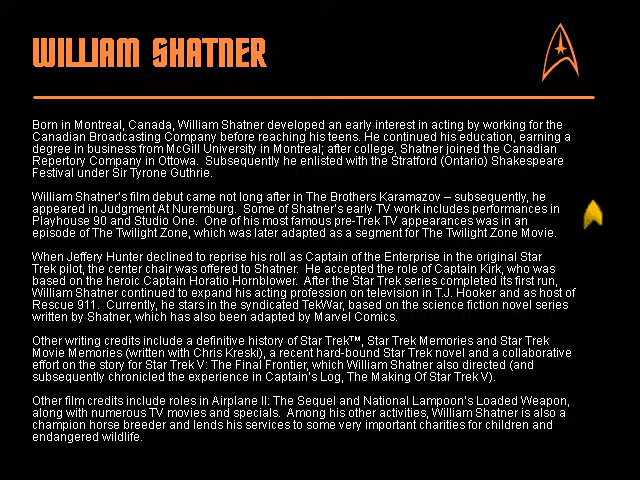 WILLIAM SHATNER
Born in Montreal, Canada, William Shatner developed an early interest in acting by working for the
Canadian Broadcasting Company before reaching his teens. He continued his education, earning a
degree in business from McGill University in Montreal; after college, Shatner joined the Canadian
Repertory Company in Ottowa.  Subsequently he enlisted with the Stratford (Ontario) Shakespeare
Festival under Sir Tyrone Guthrie.
William Shatner's film debut came not long after in The Brothers Karamazov – subsequently, he
appeared in Judgment At Nuremburg.  Some of Shatner's early TV work includes performances in
Playhouse 90 and Studio One.  One of his most famous pre-Trek TV appearances was in an
episode of The Twilight Zone, which was later adapted as a segment for The Twilight Zone Movie.
When Jeffery Hunter declined to reprise his roll as Captain of the Enterprise in the original Star
Trek pilot, the center chair was offered to Shatner.  He accepted the role of Captain Kirk, who was
based on the heroic Captain Horatio Hornblower.  After the Star Trek series completed its first run,
William Shatner continued to expand his acting profession on television in T.J. Hooker and as host of
Rescue 911.  Currently, he stars in the syndicated TekWar, based on the science fiction novel series
written by Shatner, which has also been adapted by Marvel Comics.
Other writing credits include a definitive history of Star Trek™, Star Trek Memories and Star Trek
Movie Memories (written with Chris Kreski), a recent hard-bound Star Trek novel and a collaborative
effort on the story for Star Trek V: The Final Frontier, which William Shatner also directed (and
subsequently chronicled the experience in Captain's Log, The Making Of Star Trek V).
Other film credits include roles in Airplane II: The Sequel and National Lampoon's Loaded Weapon,
along with numerous TV movies and specials.  Among his other activities, William Shatner is also a
champion horse breeder and lends his services to some very important charities for children and
endangered wildlife.